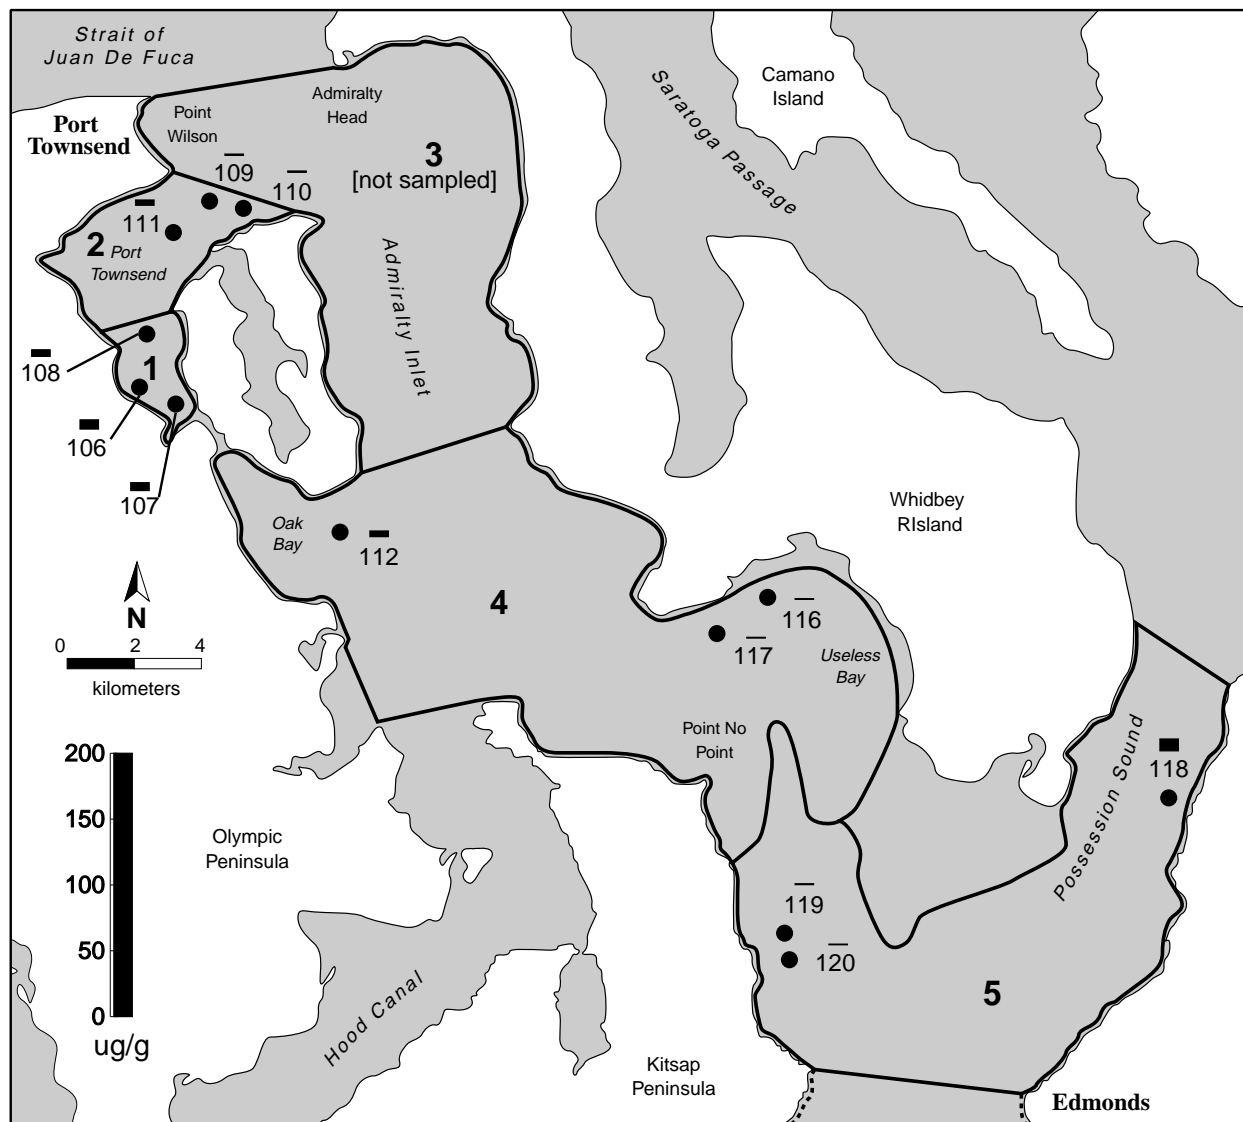 Strait of
Juan De Fuca
Port
Townsend
Point
Wilson
Admiralty
Head
3
[not sampled]
Saratoga Passage
Camano
Island
109
110
111
2
Port
Townsend
Admiralty Inlet
108
1
106
107
Oak
Bay
112
4
Whidbey
RIsland
116
117
Useless
Bay
N
0 2 4
kilometers
Point No
Point
Possession Sound
118
200
150
100
50
0
ug/g
Olympic
Peninsula
119
120
5
Hood Canal
Kitsap
Peninsula
Edmonds